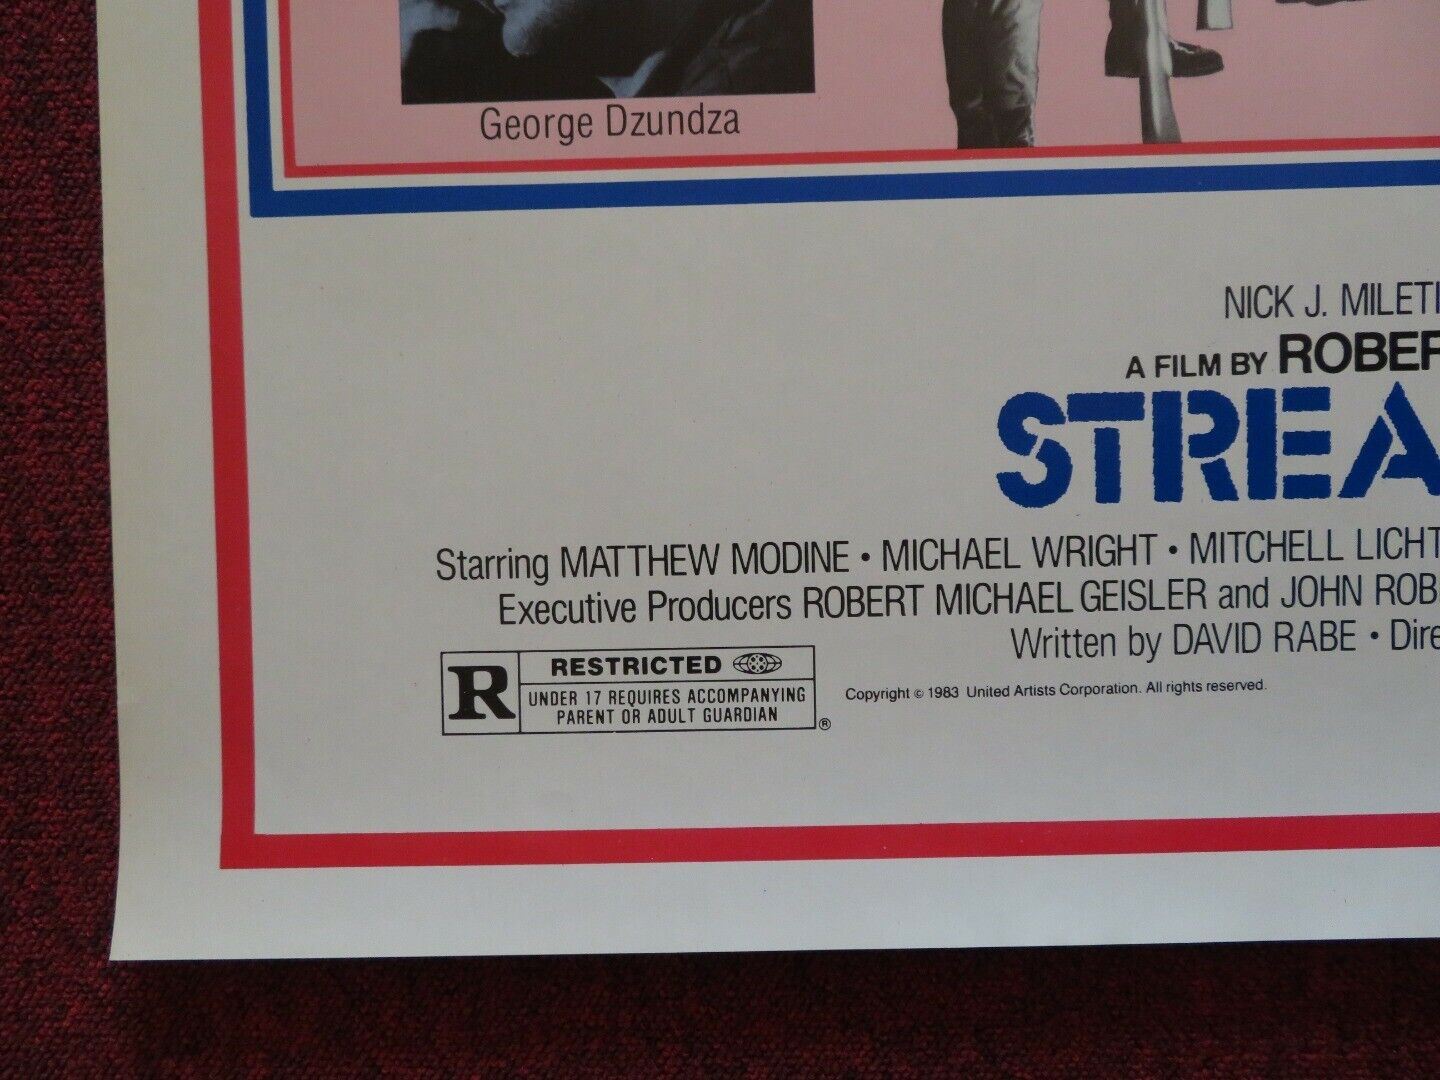 George Dzundza
NICK J. MILETI
A FILM BY ROBER
STREA
Starring MATTHEW MODINE • MICHAEL WRIGHT • MITCHELL LICHT
Executive Producers ROBERT MICHAEL GEISLER and JOHN ROB
Written by DAVID RABE • Dire
R RESTRICTED
UNDER 17 REQUIRES ACCOMPANYING
PARENT OR ADULT GUARDIAN ®
Copyright © 1983 United Artists Corporation. All rights reserved.